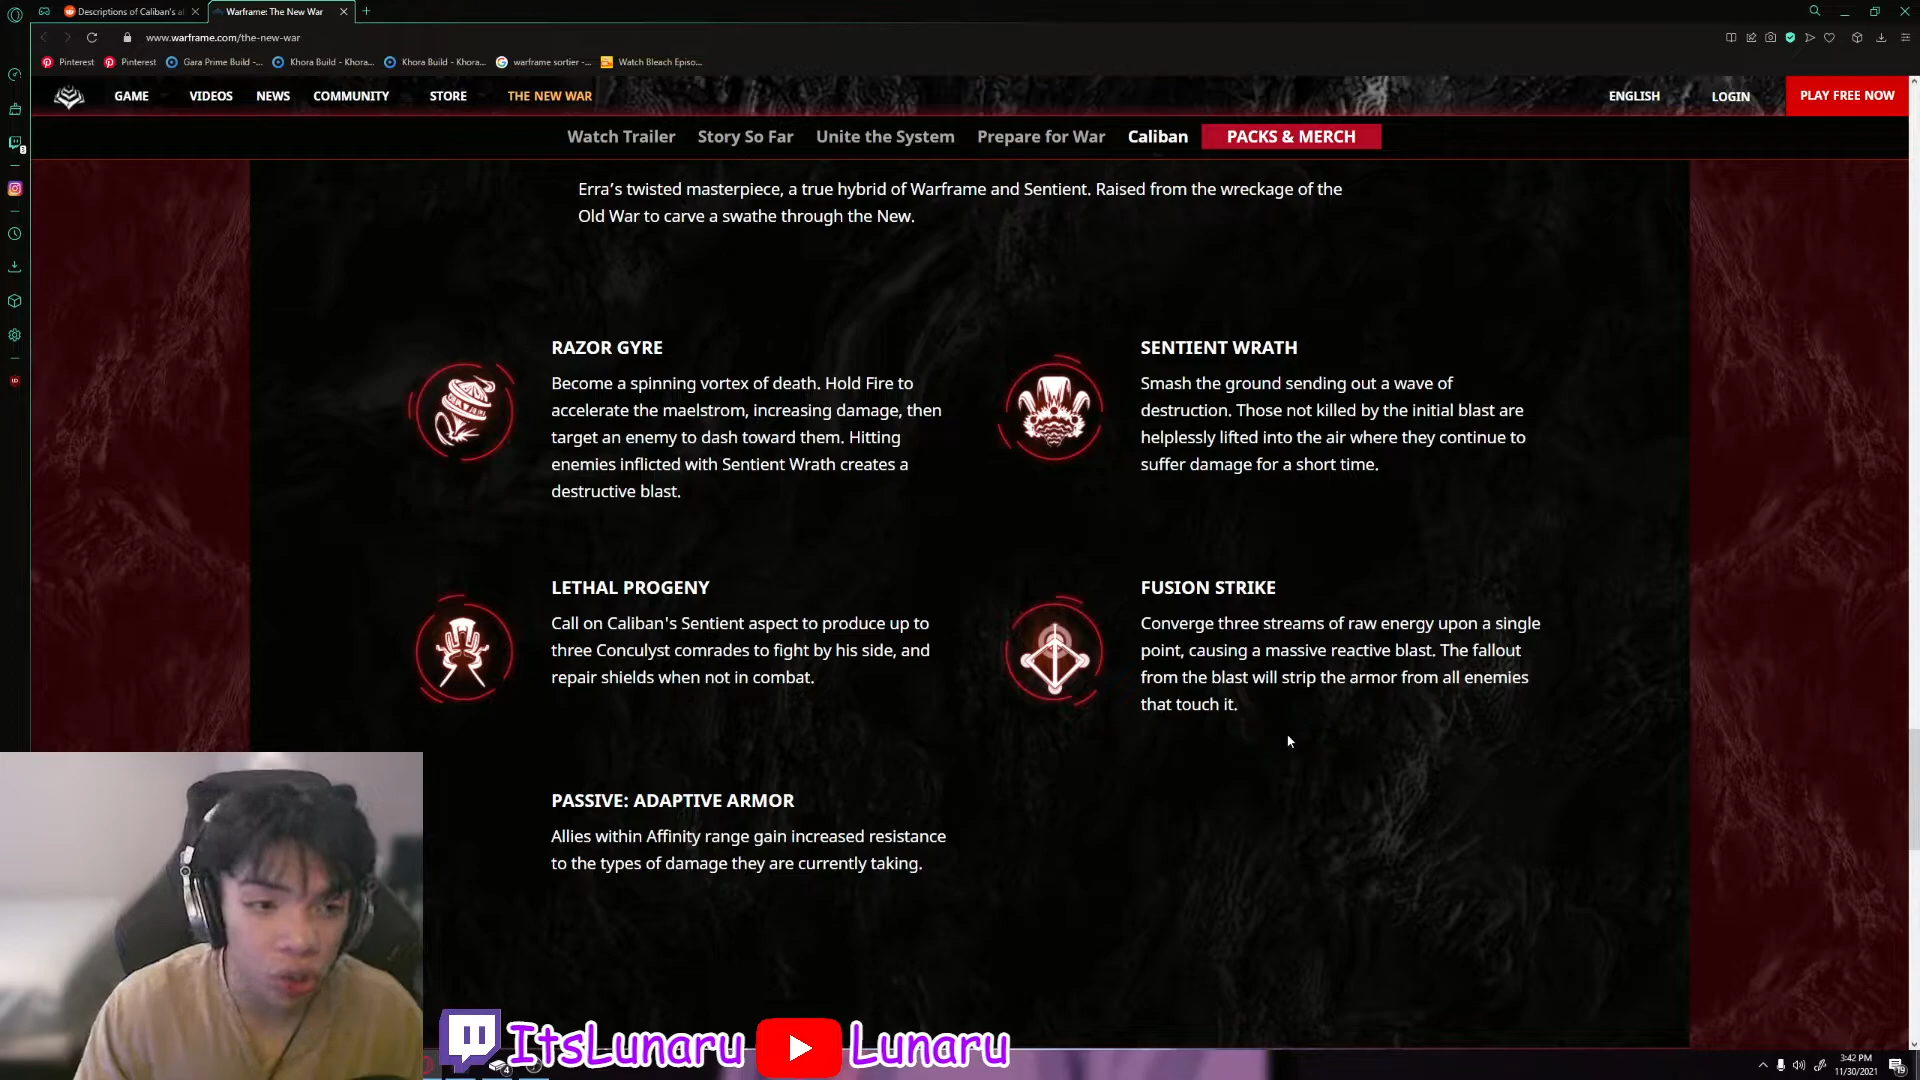 Descriptions of Caliban's a
Warframe: The New War
www.warframe.com/the-new-war
Pinterest
Pinterest
Gara Prime Build -...
Khora Build - Khora...
Khora Build - Khora...
warframe sortier -...
Watch Bleach Episo...
GAME
VIDEOS
NEWS
COMMUNITY
STORE
THE NEW WAR
ENGLISH
LOGIN
PLAY FREE NOW
Watch Trailer
Story So Far
Unite the System
Prepare for War
Caliban
PACKS & MERCH
Erra’s twisted masterpiece, a true hybrid of Warframe and Sentient. Raised from the wreckage of the
Old War to carve a swathe through the New.
RAZOR GYRE
Become a spinning vortex of death. Hold Fire to
accelerate the maelstrom, increasing damage, then
target an enemy to dash toward them. Hitting
enemies inflicted with Sentient Wrath creates a
destructive blast.
SENTIENT WRATH
Smash the ground sending out a wave of
destruction. Those not killed by the initial blast are
helplessly lifted into the air where they continue to
suffer damage for a short time.
LETHAL PROGENY
Call on Caliban's Sentient aspect to produce up to
three Conculyst comrades to fight by his side, and
repair shields when not in combat.
FUSION STRIKE
Converge three streams of raw energy upon a single
point, causing a massive reactive blast. The fallout
from the blast will strip the armor from all enemies
that touch it.
PASSIVE: ADAPTIVE ARMOR
Allies within Affinity range gain increased resistance
to the types of damage they are currently taking.
ItsLunaru
Lunaru
3:42 PM
11/30/2021